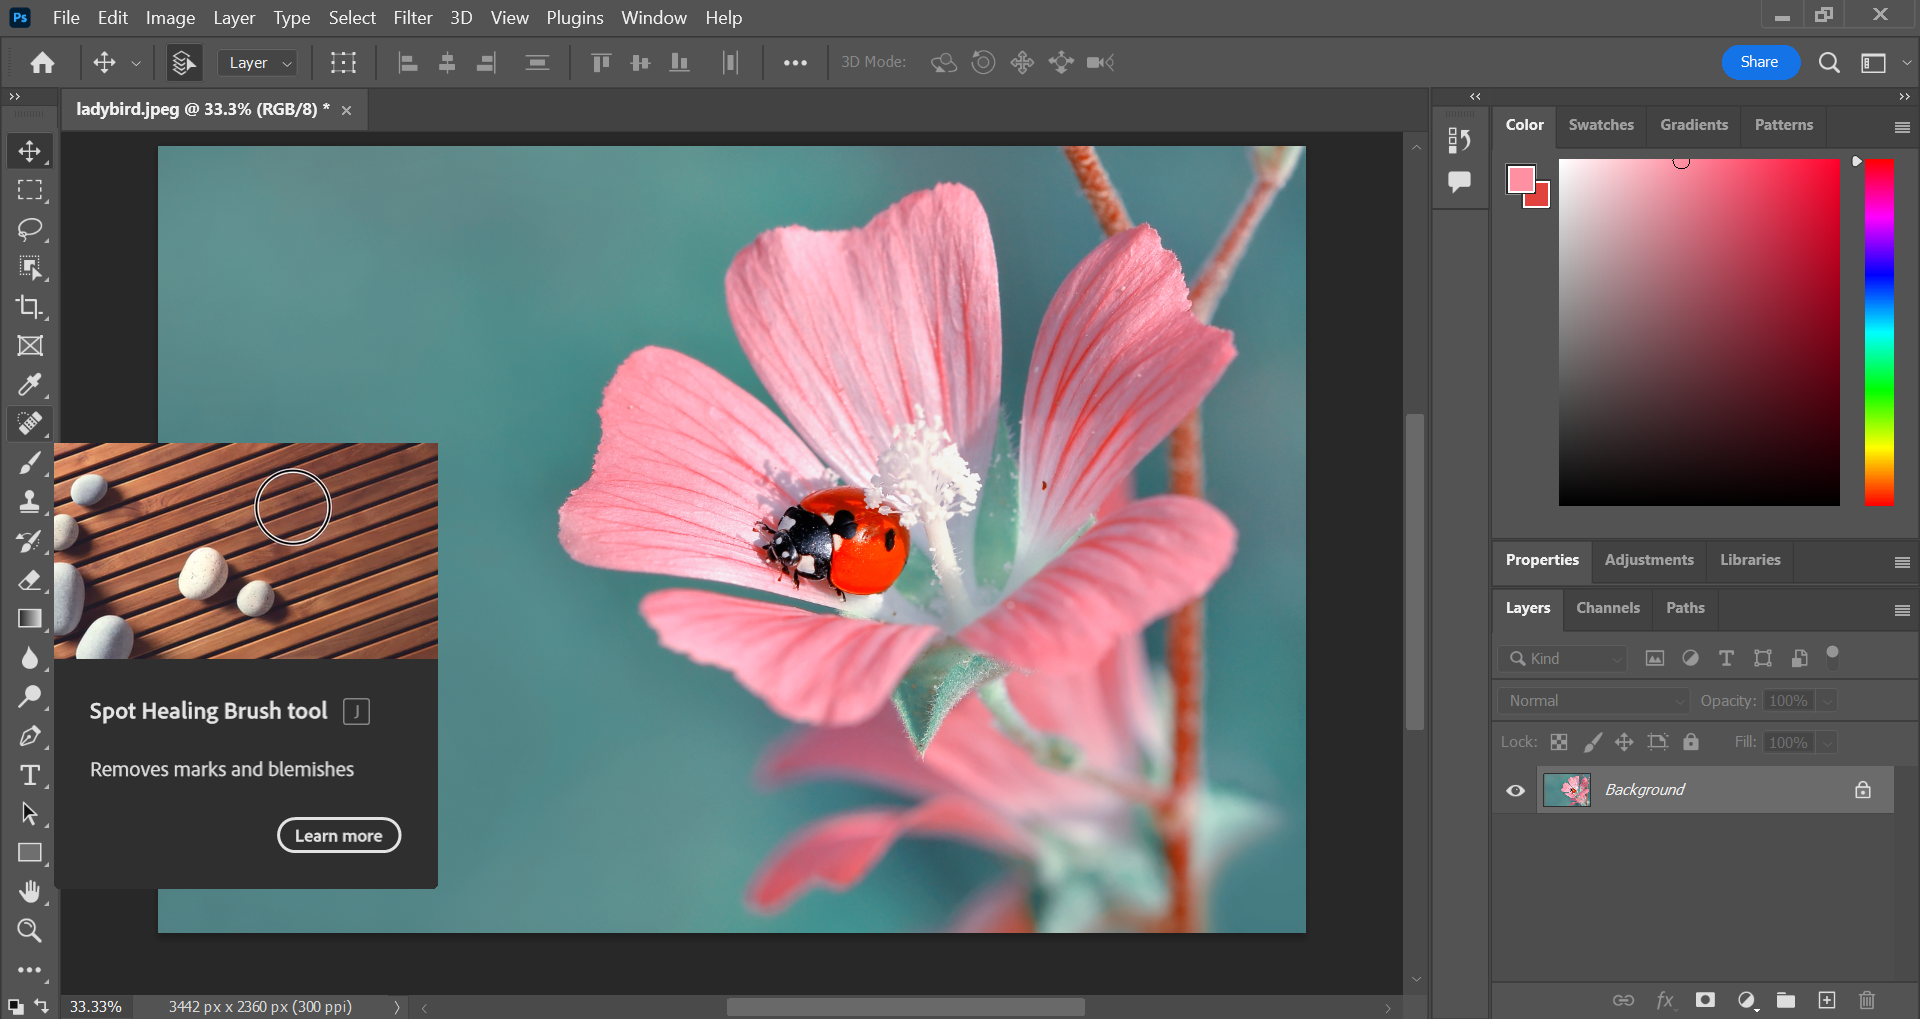 Ps File Edit Image Layer Type Select Filter 3D View Plugins Window Help
Layer 3D Mode: Share
ladybird.jpeg @ 33.3% (RGB/8) *
Color Swatches Gradients Patterns
Properties Adjustments Libraries
Layers Channels Paths
Kind
Normal Opacity: 100%
Lock: Fill: 100%
Background
Spot Healing Brush tool J
Removes marks and blemishes
Learn more
33.33% 3442 px x 2360 px (300 ppi)
fx